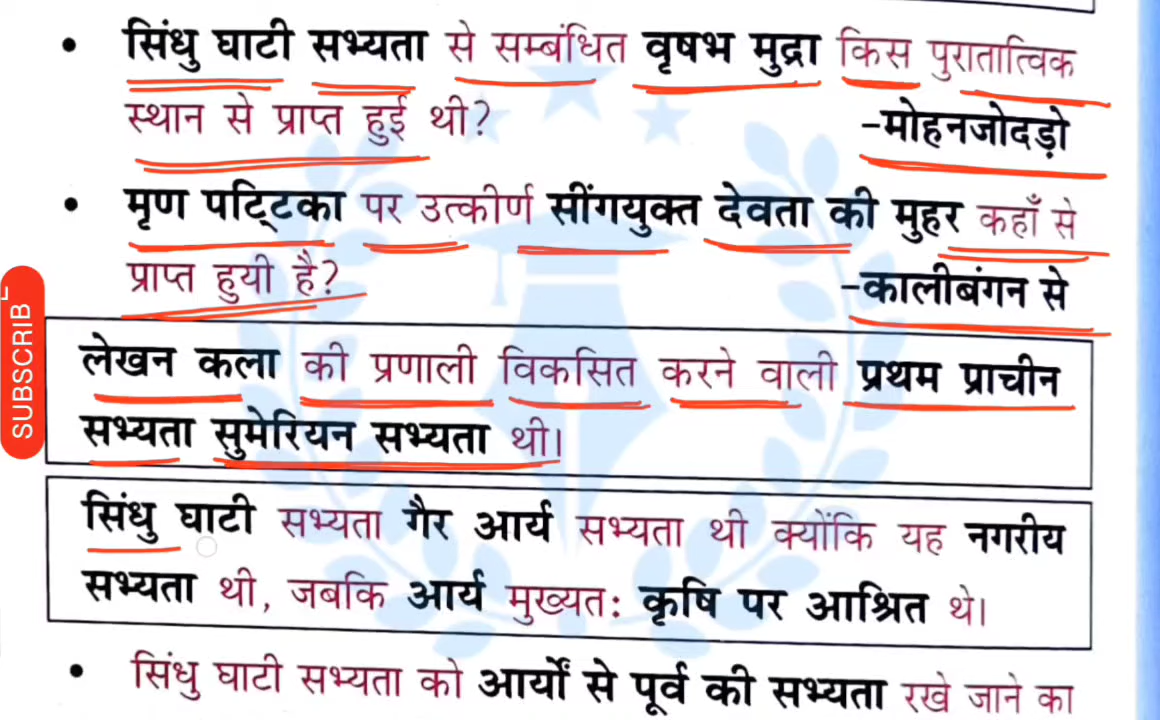 • सिंधु घाटी सभ्यता से सम्बंधित वृषभ मुद्रा किस पुरातात्विक
स्थान से प्राप्त हुई थी? -मोहनजोदड़ो
• मृण पट्टिका पर उत्कीर्ण सींगयुक्त देवता की मुहर कहाँ से
प्राप्त हुयी है? -कालीबंगन से
लेखन कला की प्रणाली विकसित करने वाली प्रथम प्राचीन
सभ्यता सुमेरियन सभ्यता थी।
सिंधु घाटी सभ्यता गैर आर्य सभ्यता थी क्योंकि यह नगरीय
सभ्यता थी, जबकि आर्य मुख्यतः कृषि पर आश्रित थे।
• सिंधु घाटी सभ्यता को आर्यों से पूर्व की सभ्यता रखे जाने का
SUBSCRIB